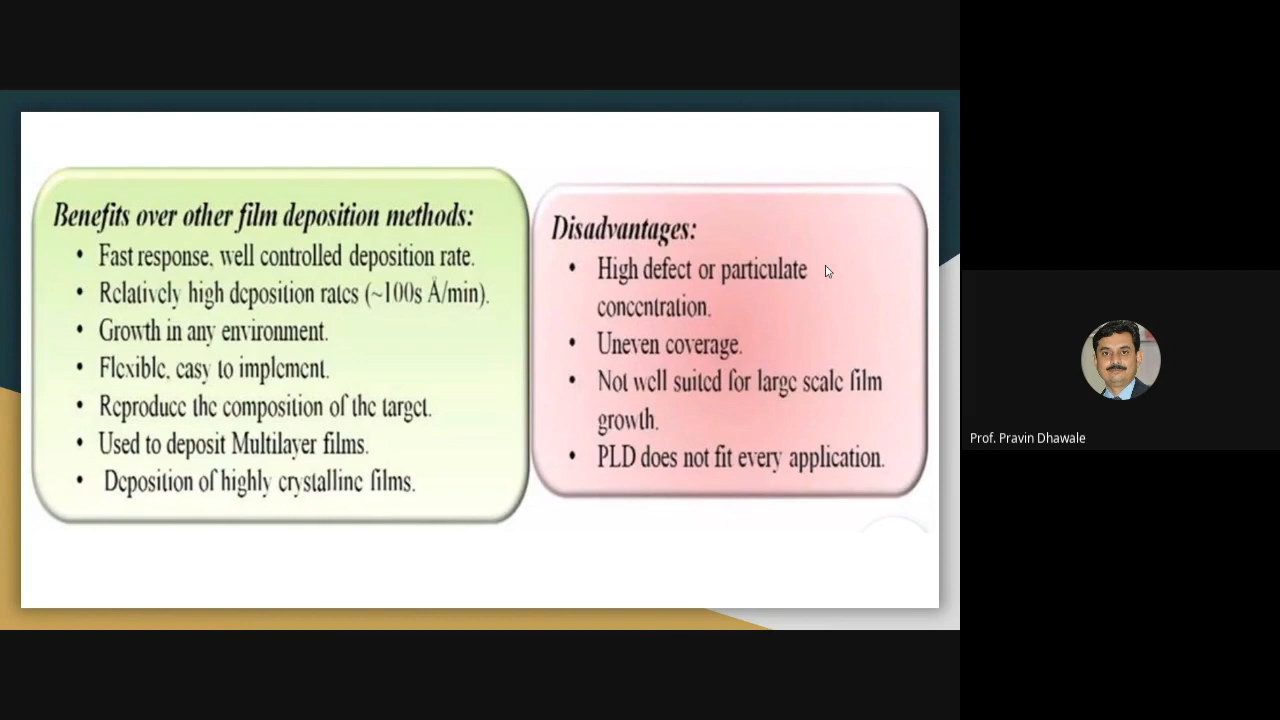 Benefits over other film deposition methods:
• Fast response, well controlled deposition rate.
• Relatively high deposition rates (~100s Å/min).
• Growth in any environment.
• Flexible, easy to implement.
• Reproduce the composition of the target.
• Used to deposit Multilayer films.
• Deposition of highly crystalline films.
Disadvantages:
• High defect or particulate
concentration.
• Uneven coverage.
• Not well suited for large scale film
growth.
• PLD does not fit every application.
Prof. Pravin Dhawale